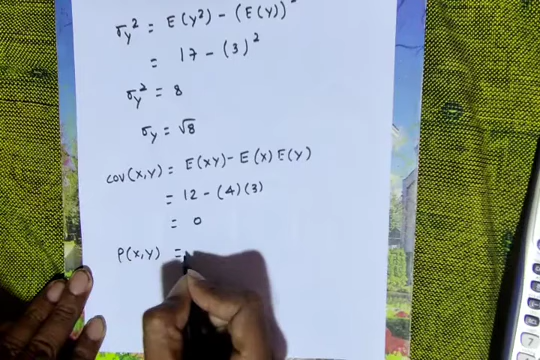 σy² = E(y²) - (E(y))²
= 17 - (3)²
σy² = 8
σy = √8
cov(x,y) = E(xy) - E(x) E(y)
= 12 - (4)(3)
= 0
ρ(x,y) =